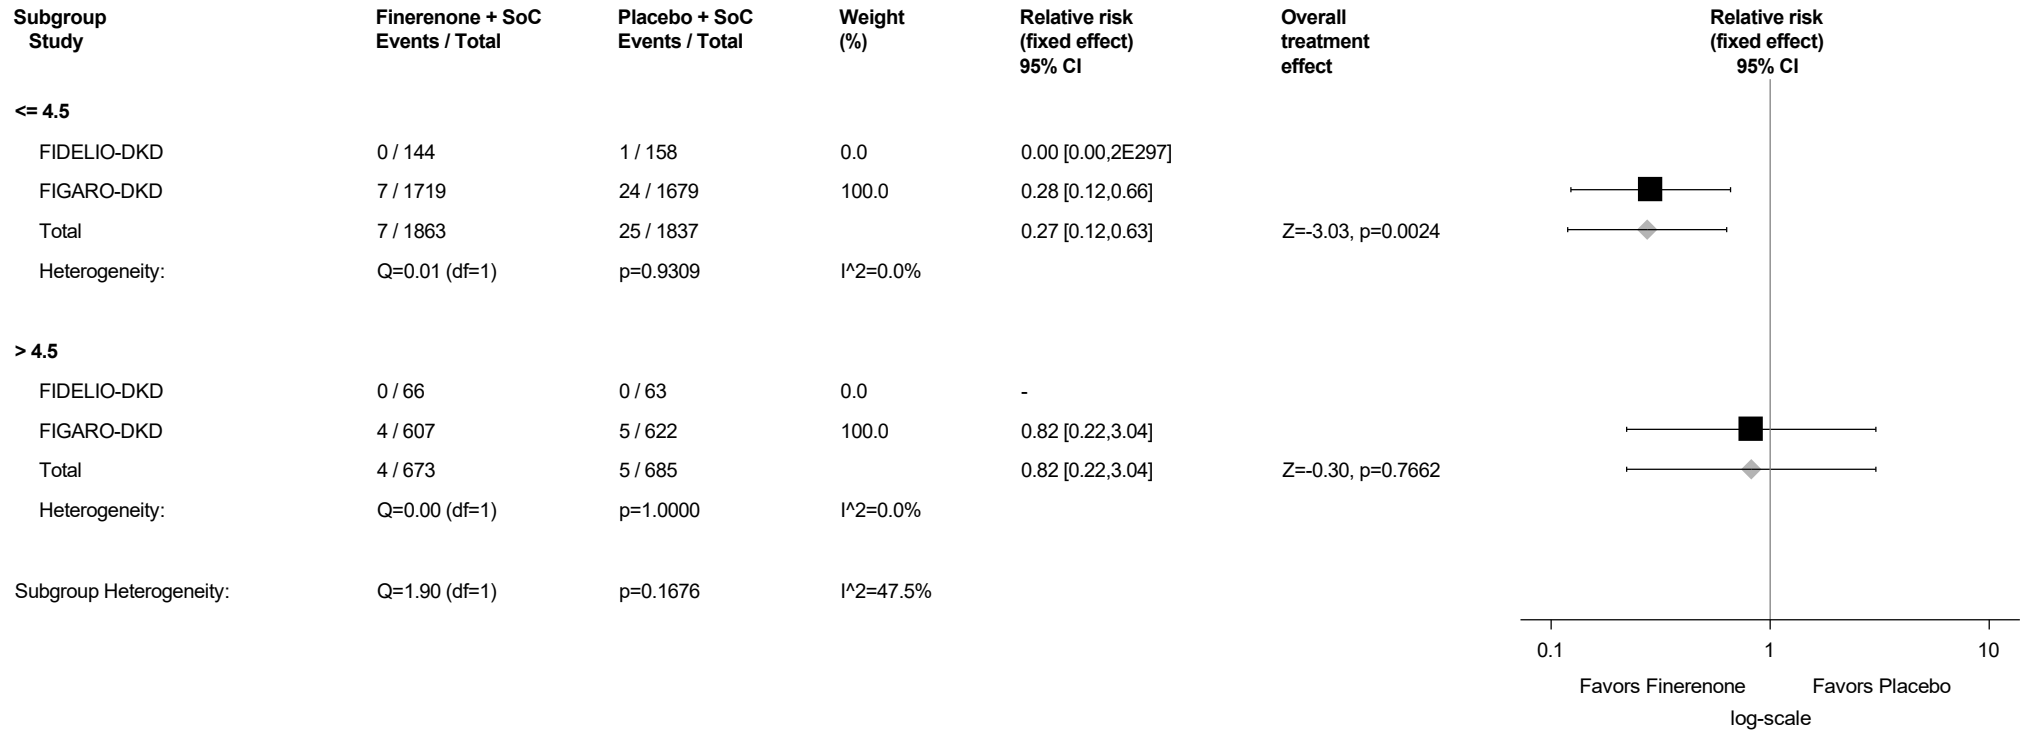 Subgroup Finerenone + SoC Placebo + SoC Weight Relative risk Overall Relative risk
Study Events / Total Events / Total (%) (fixed effect) treatment (fixed effect)
95% CI effect 95% CI
<= 4.5
FIDELIO-DKD 0 / 144 1 / 158 0.0 0.00 [0.00,2E297]
FIGARO-DKD 7 / 1719 24 / 1679 100.0 0.28 [0.12,0.66]
Total 7 / 1863 25 / 1837 0.27 [0.12,0.63] Z=-3.03, p=0.0024
Heterogeneity: Q=0.01 (df=1) p=0.9309 I^2=0.0%
> 4.5
FIDELIO-DKD 0 / 66 0 / 63 0.0 -
FIGARO-DKD 4 / 607 5 / 622 100.0 0.82 [0.22,3.04]
Total 4 / 673 5 / 685 0.82 [0.22,3.04] Z=-0.30, p=0.7662
Heterogeneity: Q=0.00 (df=1) p=1.0000 I^2=0.0%
Subgroup Heterogeneity: Q=1.90 (df=1) p=0.1676 I^2=47.5%
0.1 1 10
Favors Finerenone Favors Placebo
log-scale